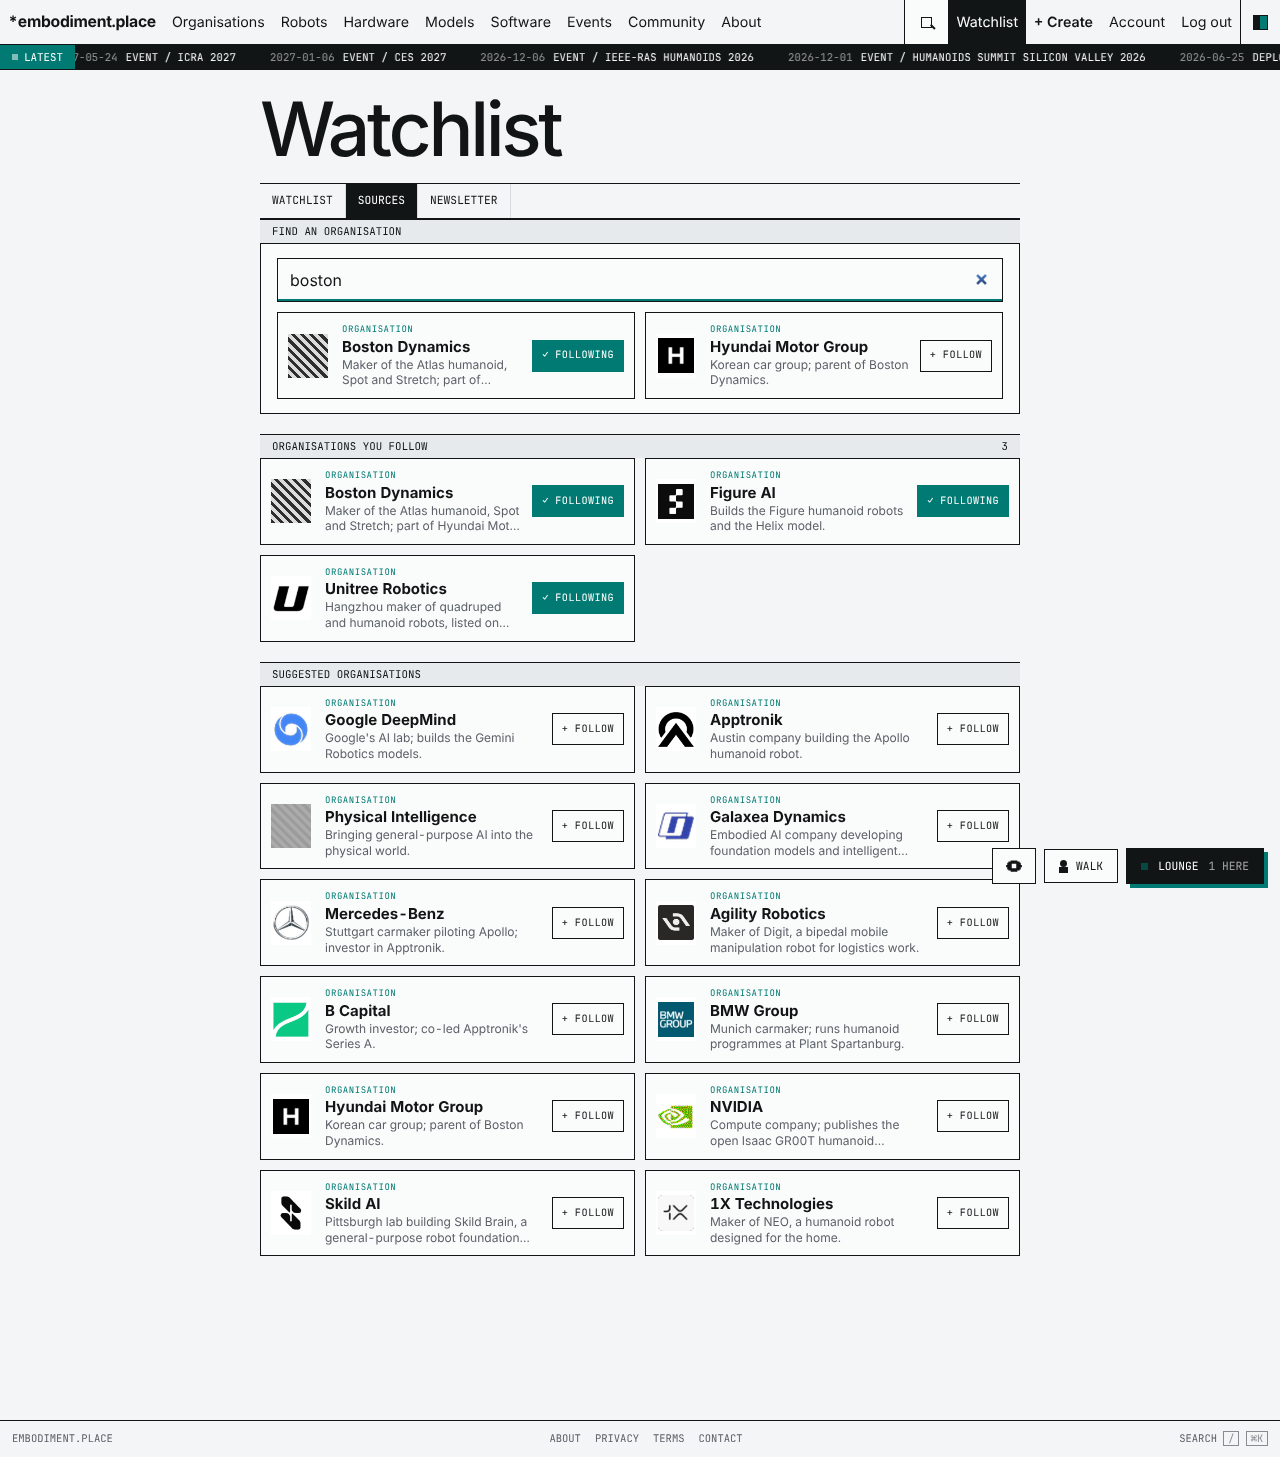 *embodiment.place Organisations Robots Hardware Models Software Events Community About Watchlist + Create Account Log out
LATEST 7-05-24 EVENT / ICRA 2027 2027-01-06 EVENT / CES 2027 2026-12-06 EVENT / IEEE-RAS HUMANOIDS 2026 2026-12-01 EVENT / HUMANOIDS SUMMIT SILICON VALLEY 2026 2026-06-25 DEPL
Watchlist
WATCHLIST SOURCES NEWSLETTER
FIND AN ORGANISATION
boston
ORGANISATION
Boston Dynamics
Maker of the Atlas humanoid,
Spot and Stretch; part of…
✓ FOLLOWING
ORGANISATION
Hyundai Motor Group
Korean car group; parent of Boston
Dynamics.
+ FOLLOW
ORGANISATIONS YOU FOLLOW 3
ORGANISATION
Boston Dynamics
Maker of the Atlas humanoid, Spot
and Stretch; part of Hyundai Mot…
✓ FOLLOWING
ORGANISATION
Figure AI
Builds the Figure humanoid robots
and the Helix model.
✓ FOLLOWING
ORGANISATION
Unitree Robotics
Hangzhou maker of quadruped
and humanoid robots, listed on…
✓ FOLLOWING
SUGGESTED ORGANISATIONS
ORGANISATION
Google DeepMind
Google's AI lab; builds the Gemini
Robotics models.
+ FOLLOW
ORGANISATION
Apptronik
Austin company building the Apollo
humanoid robot.
+ FOLLOW
ORGANISATION
Physical Intelligence
Bringing general-purpose AI into the
physical world.
+ FOLLOW
ORGANISATION
Galaxea Dynamics
Embodied AI company developing
foundation models and intelligent…
+ FOLLOW
WALK
LOUNGE 1 HERE
ORGANISATION
Mercedes-Benz
Stuttgart carmaker piloting Apollo;
investor in Apptronik.
+ FOLLOW
ORGANISATION
Agility Robotics
Maker of Digit, a bipedal mobile
manipulation robot for logistics work.
+ FOLLOW
ORGANISATION
B Capital
Growth investor; co-led Apptronik's
Series A.
+ FOLLOW
BMW
GROUP
ORGANISATION
BMW Group
Munich carmaker; runs humanoid
programmes at Plant Spartanburg.
+ FOLLOW
ORGANISATION
Hyundai Motor Group
Korean car group; parent of Boston
Dynamics.
+ FOLLOW
ORGANISATION
NVIDIA
Compute company; publishes the
open Isaac GR00T humanoid…
+ FOLLOW
ORGANISATION
Skild AI
Pittsburgh lab building Skild Brain, a
general-purpose robot foundation…
+ FOLLOW
ORGANISATION
1X Technologies
Maker of NEO, a humanoid robot
designed for the home.
+ FOLLOW
EMBODIMENT.PLACE ABOUT PRIVACY TERMS CONTACT SEARCH / ⌘K